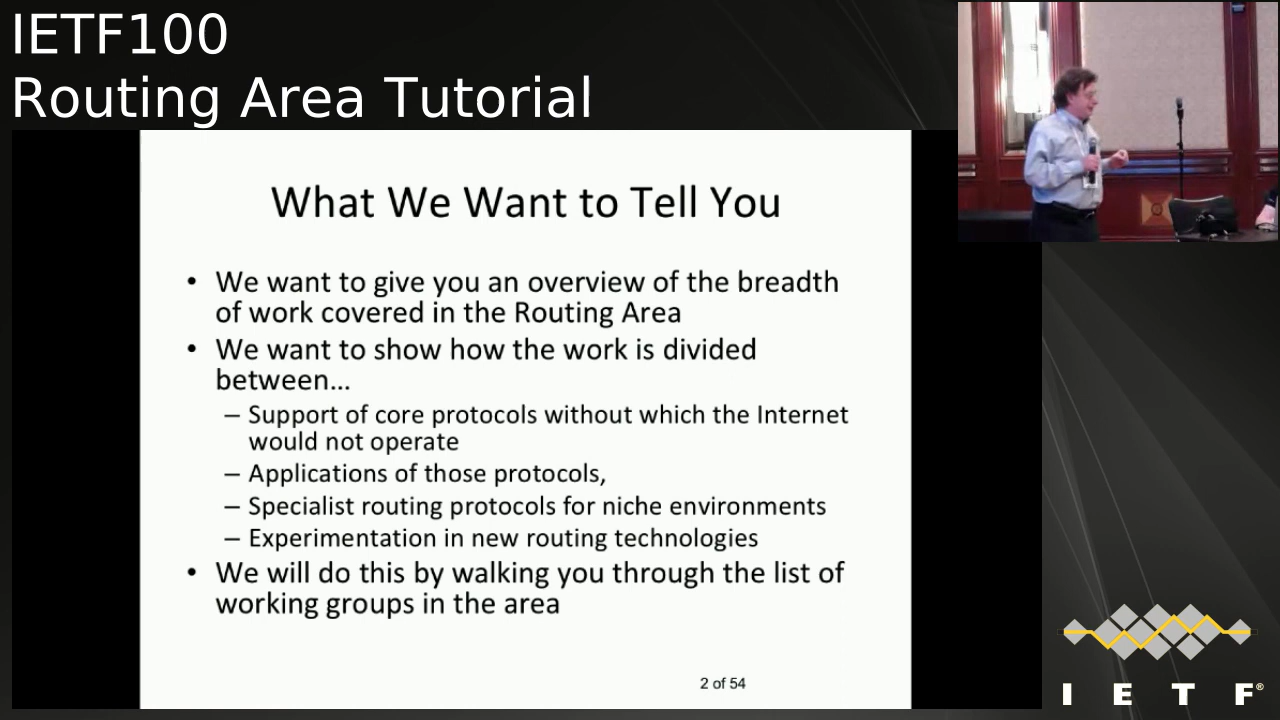 IETF100
Routing Area Tutorial
What We Want to Tell You
• We want to give you an overview of the breadth
of work covered in the Routing Area
• We want to show how the work is divided
between...
– Support of core protocols without which the Internet
would not operate
– Applications of those protocols,
– Specialist routing protocols for niche environments
– Experimentation in new routing technologies
• We will do this by walking you through the list of
working groups in the area
2 of 54
I E T F®